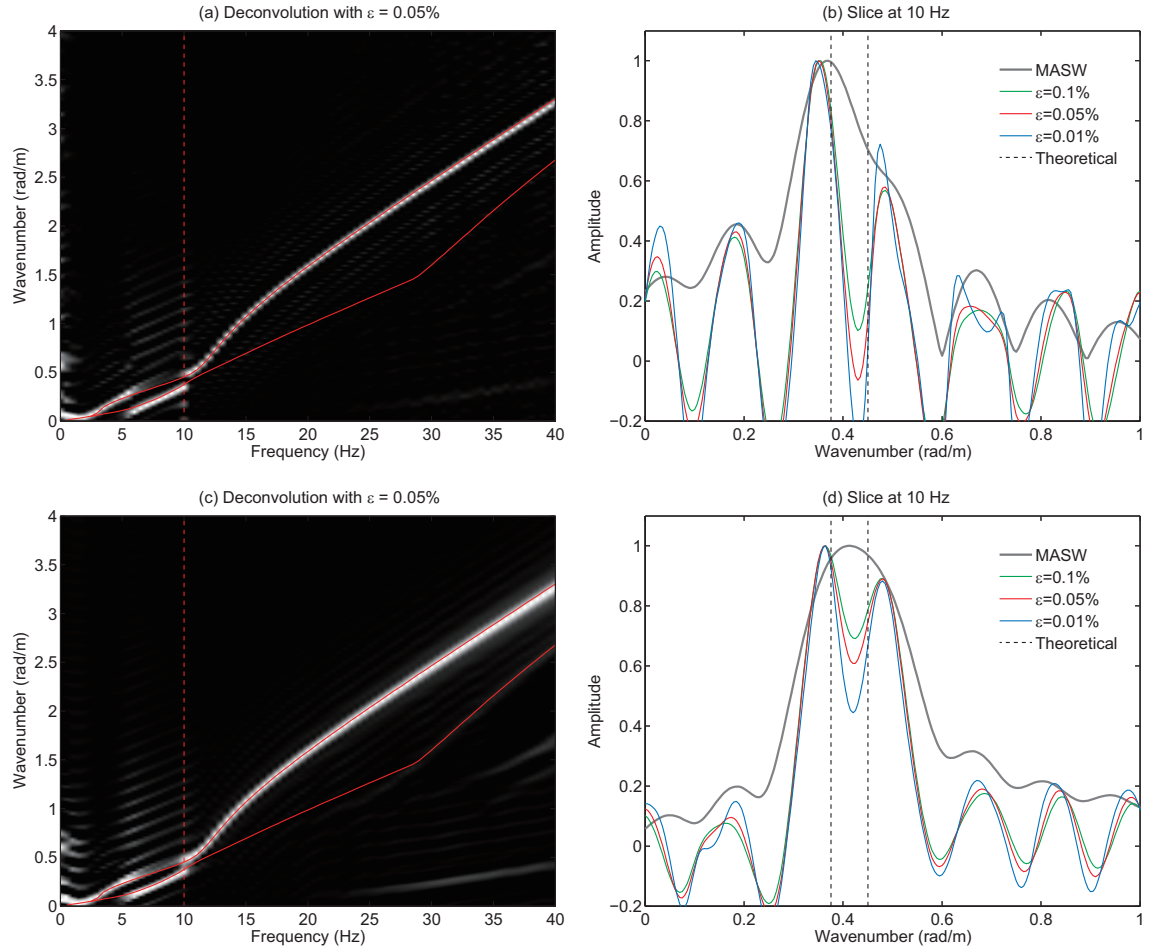 (a) Deconvolution with ε = 0.05%
Wavenumber (rad/m)
4
3.5
3
2.5
2
1.5
1
0.5
0
0 5 10 15 20 25 30 35 40
Frequency (Hz)
(b) Slice at 10 Hz
Amplitude
1
0.8
0.6
0.4
0.2
0
−0.2
0 0.2 0.4 0.6 0.8 1
Wavenumber (rad/m)
MASW
ε=0.1%
ε=0.05%
ε=0.01%
Theoretical
(c) Deconvolution with ε = 0.05%
Wavenumber (rad/m)
4
3.5
3
2.5
2
1.5
1
0.5
0
0 5 10 15 20 25 30 35 40
Frequency (Hz)
(d) Slice at 10 Hz
Amplitude
1
0.8
0.6
0.4
0.2
0
−0.2
0 0.2 0.4 0.6 0.8 1
Wavenumber (rad/m)
MASW
ε=0.1%
ε=0.05%
ε=0.01%
Theoretical